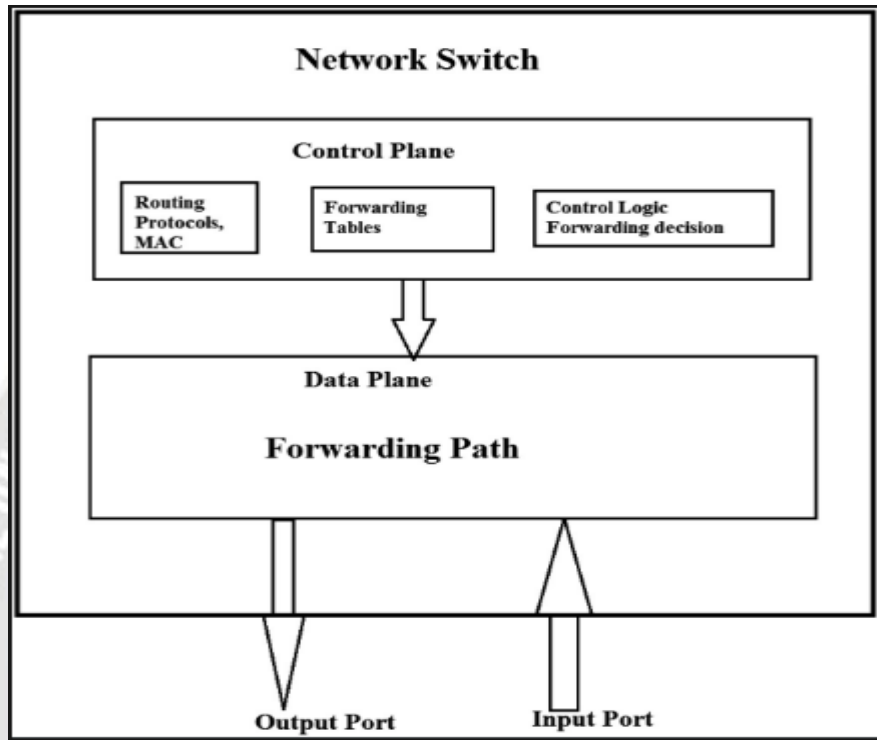 Network Switch
Control Plane
Routing
Protocols,
MAC
Forwarding
Tables
Control Logic
Forwarding decision
Data Plane
Forwarding Path
Output Port
Input Port